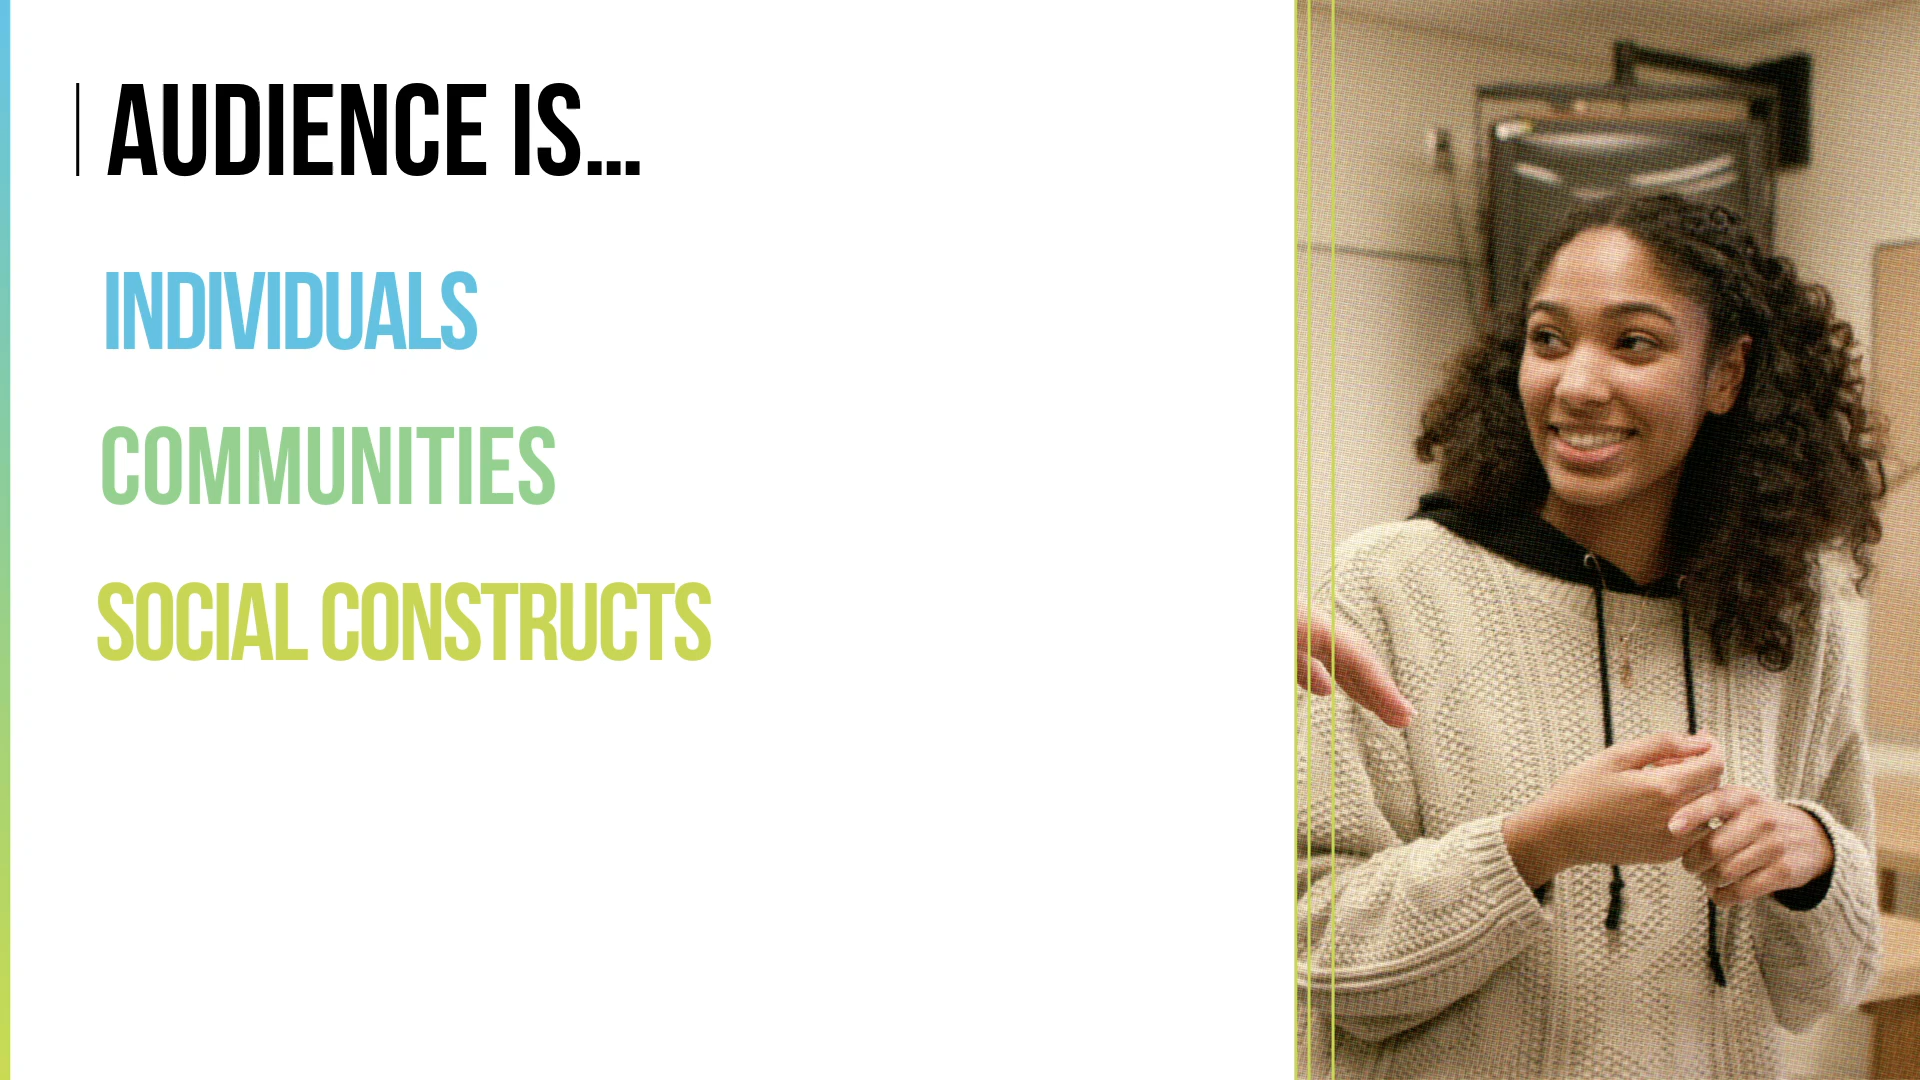 AUDIENCE IS...
INDIVIDUALS
COMMUNITIES
SOCIAL CONSTRUCTS